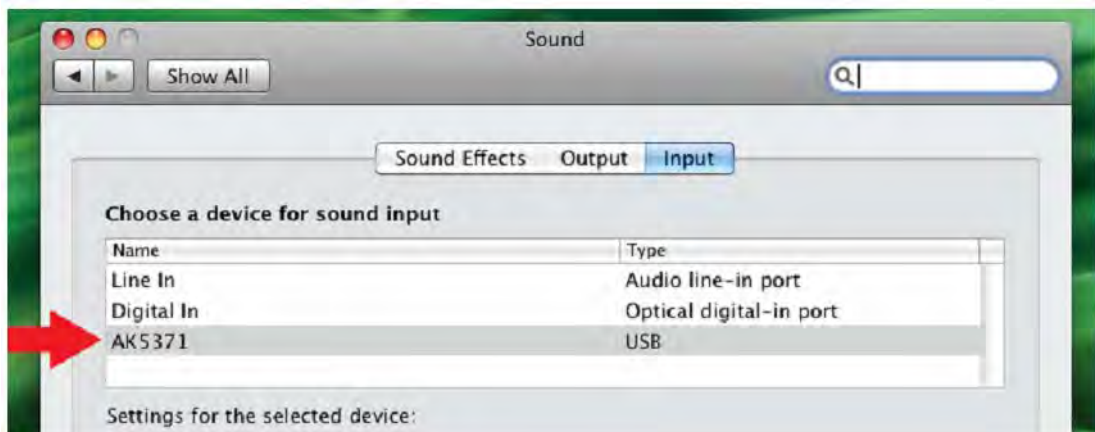 Sound
Show All
Sound Effects Output Input
Choose a device for sound input
Name Type
Line In Audio line-in port
Digital In Optical digital-in port
AK5371 USB
Settings for the selected device: